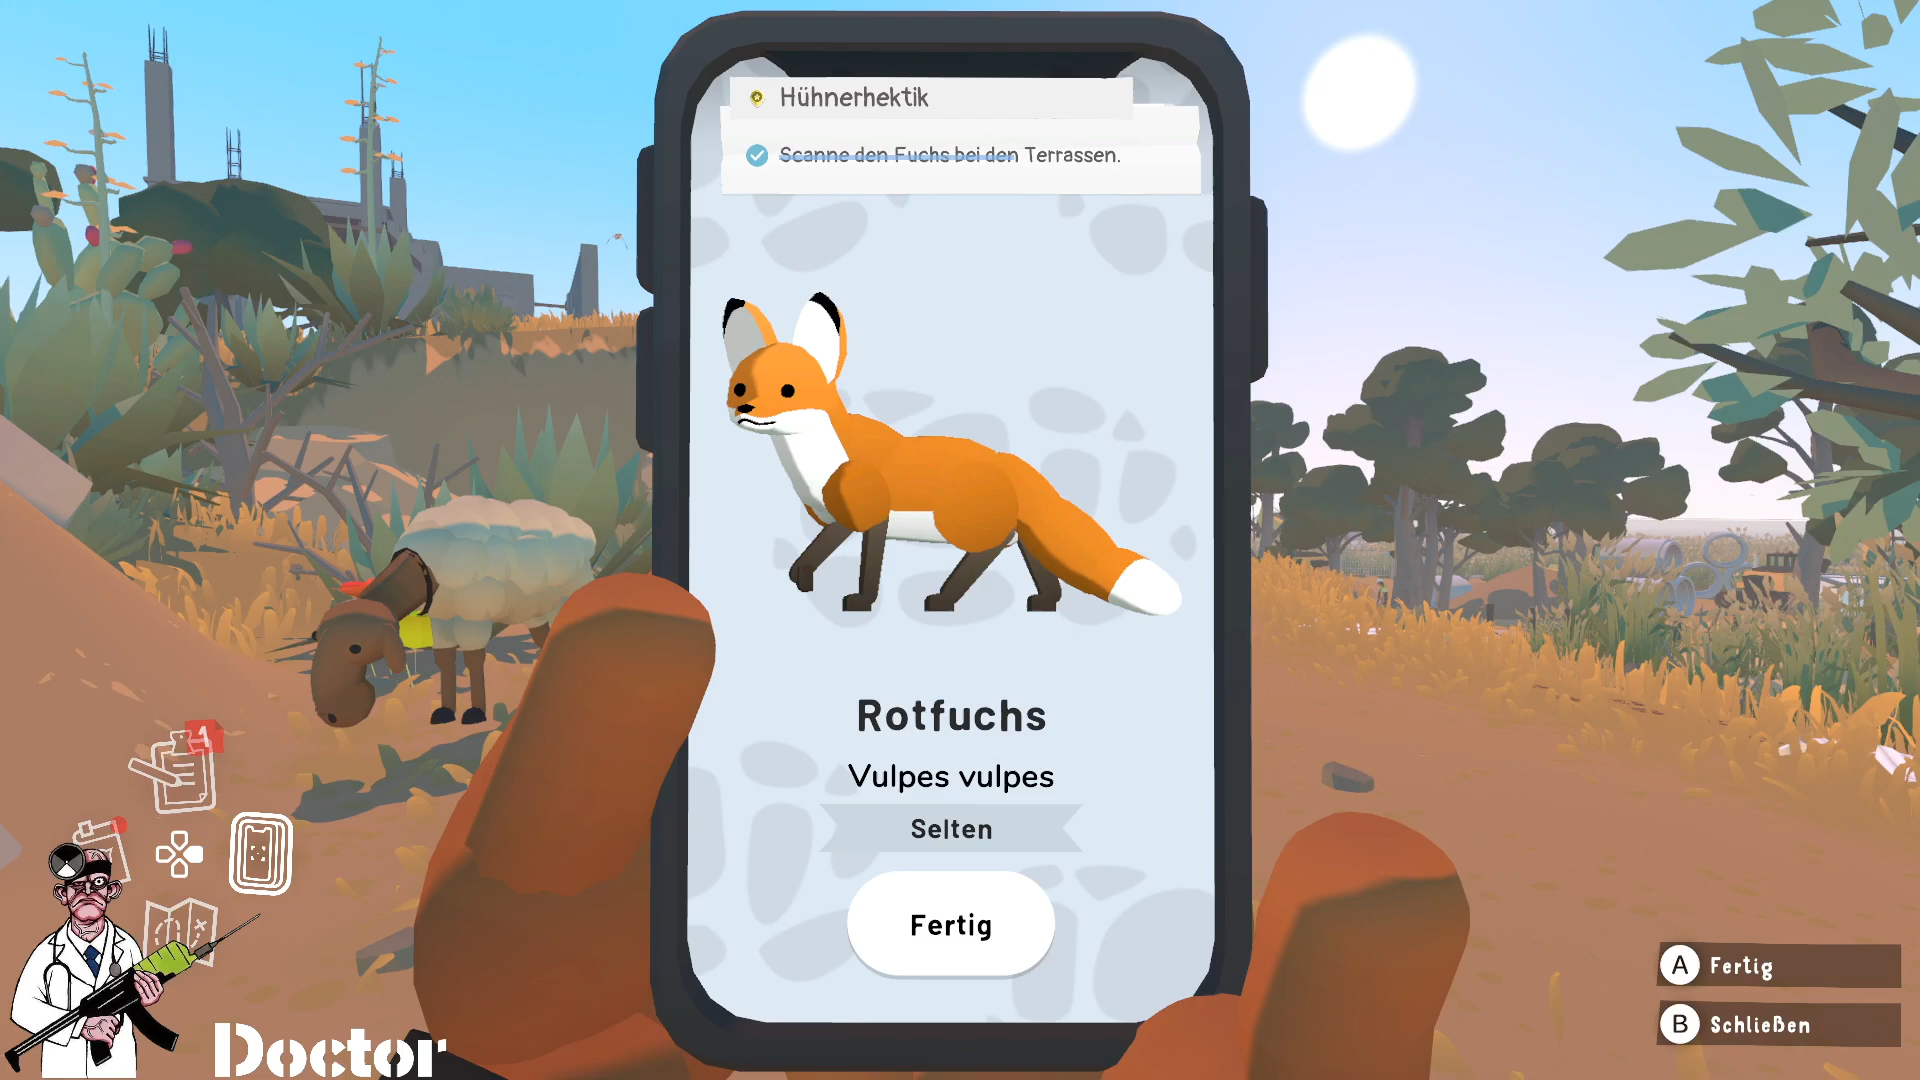 Hühnerhektik
Scanne den Fuchs bei den Terrassen.
Rotfuchs
Vulpes vulpes
Selten
Fertig
1
A Fertig
B Schließen
Doctor